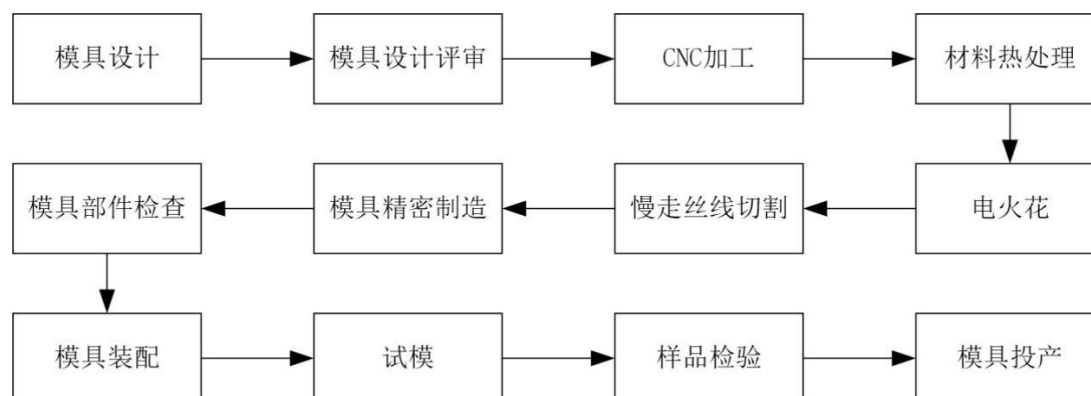 模具设计
模具设计评审
CNC加工
材料热处理
电火花
慢走丝线切割
模具精密制造
模具部件检查
模具装配
试模
样品检验
模具投产